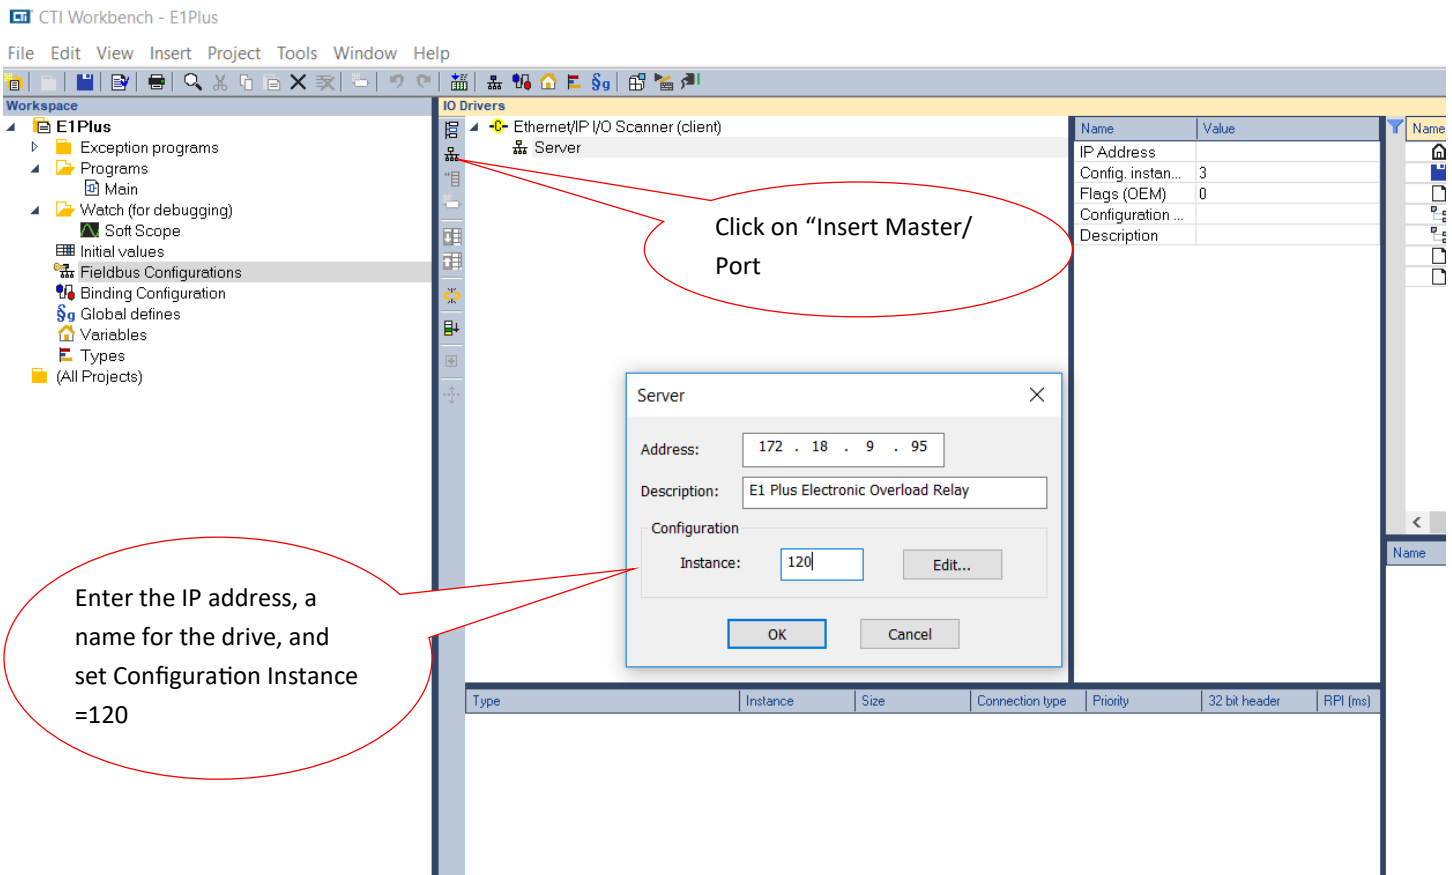 CTI CTI Workbench - E1Plus
File Edit View Insert Project Tools Window Help
Workspace
E1Plus
Exception programs
Programs
Main
Watch (for debugging)
Soft Scope
Initial values
Fieldbus Configurations
Binding Configuration
Global defines
Variables
Types
(All Projects)
IO Drivers
Ethernet/IP I/O Scanner (client)
Server
Name Value
IP Address
Config. instan... 3
Flags (OEM) 0
Configuration ...
Description
Name
Click on “Insert Master/
Port
Server
Address: 172 . 18 . 9 . 95
Description: E1 Plus Electronic Overload Relay
Configuration
Instance: 120 Edit...
OK Cancel
Enter the IP address, a
name for the drive, and
set Configuration Instance
=120
Name
Type Instance Size Connection type Priority 32 bit header RPI (ms)